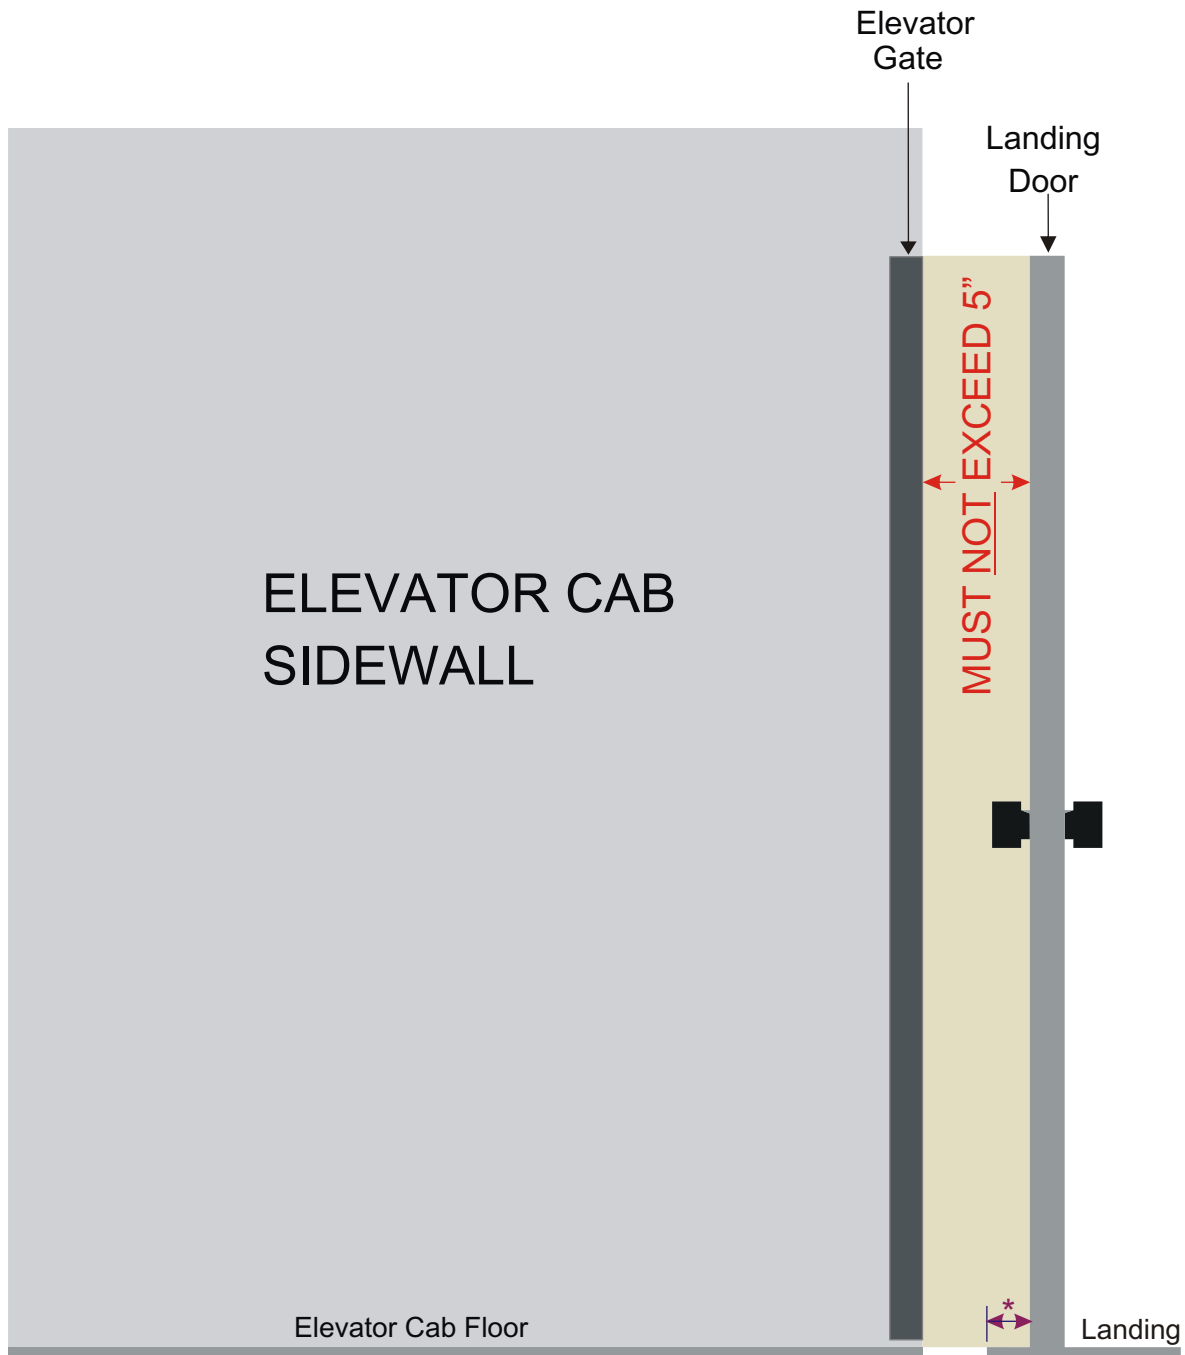 Elevator
Gate
Landing
Door
MUST NOT EXCEED 5”
ELEVATOR CAB
SIDEWALL
*
Elevator Cab Floor
Landing